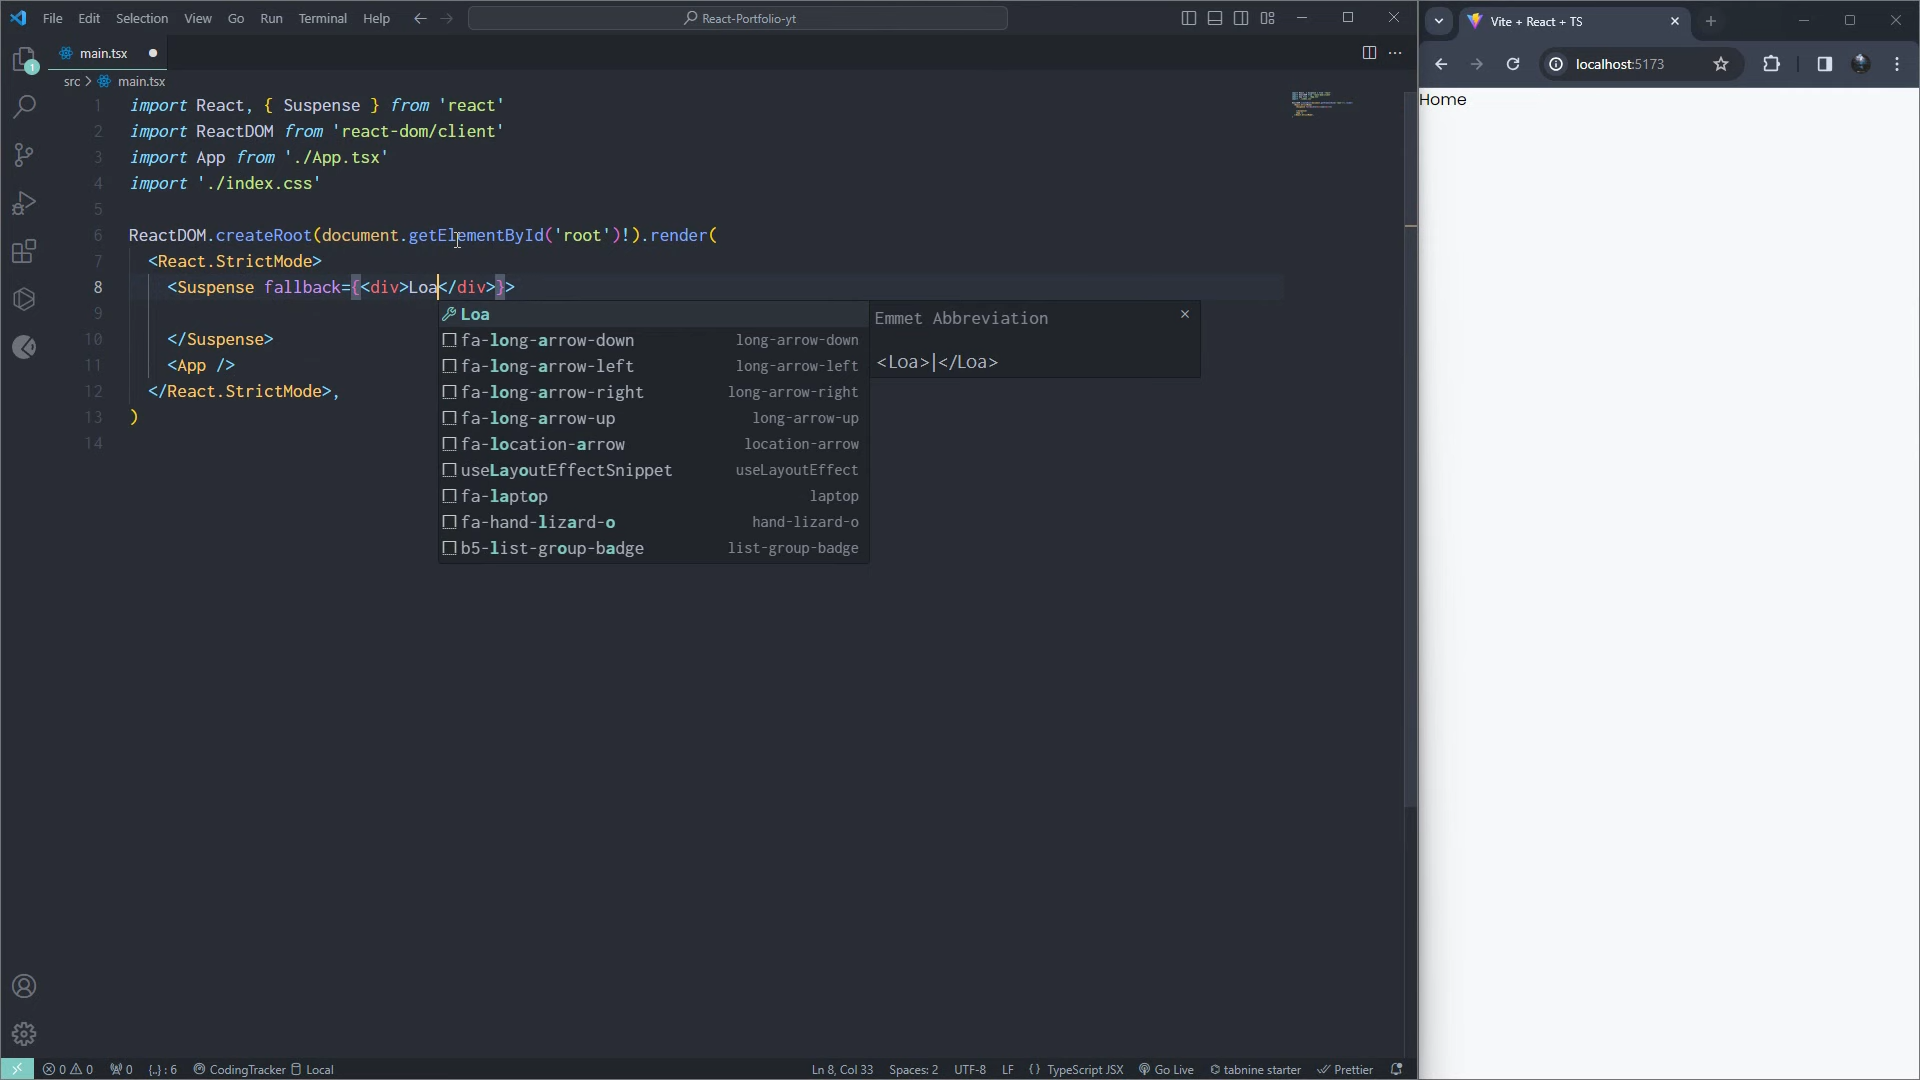 File Edit Selection View Go Run Terminal Help
React-Portfolio-yt
main.tsx
src > main.tsx
1 import React, { Suspense } from 'react'
2 import ReactDOM from 'react-dom/client'
3 import App from './App.tsx'
4 import './index.css'
5
6 ReactDOM.createRoot(document.getElementById('root')!).render(
7 <React.StrictMode>
8 <Suspense fallback={<div>Loa</div>}>
9
10 </Suspense>
11 <App />
12 </React.StrictMode>,
13 )
14
Loa
fa-long-arrow-down long-arrow-down
fa-long-arrow-left long-arrow-left
fa-long-arrow-right long-arrow-right
fa-long-arrow-up long-arrow-up
fa-location-arrow location-arrow
useLayoutEffectSnippet useLayoutEffect
fa-laptop laptop
fa-hand-lizard-o hand-lizard-o
b5-list-group-badge list-group-badge
Emmet Abbreviation
<Loa>|</Loa>
1
0 0 0 {..} : 6 CodingTracker Local
Ln 8, Col 33 Spaces: 2 UTF-8 LF { } TypeScript JSX Go Live tabnine starter Prettier
Vite + React + TS
localhost:5173
Home